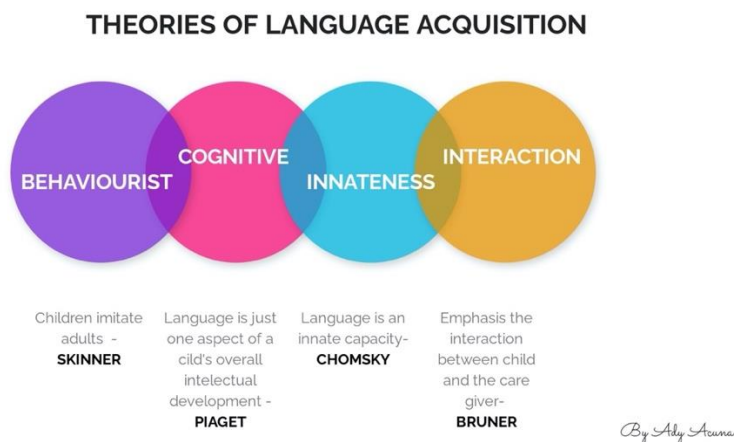 THEORIES OF LANGUAGE ACQUISITION
BEHAVIOURIST
COGNITIVE
INNATENESS
INTERACTION
Children imitate
adults -
SKINNER
Language is just
one aspect of a
cild's overall
intelectual
development -
PIAGET
Language is an
innate capacity-
CHOMSKY
Emphasis the
interaction
between child
and the care
giver-
BRUNER
By Ady Acuna